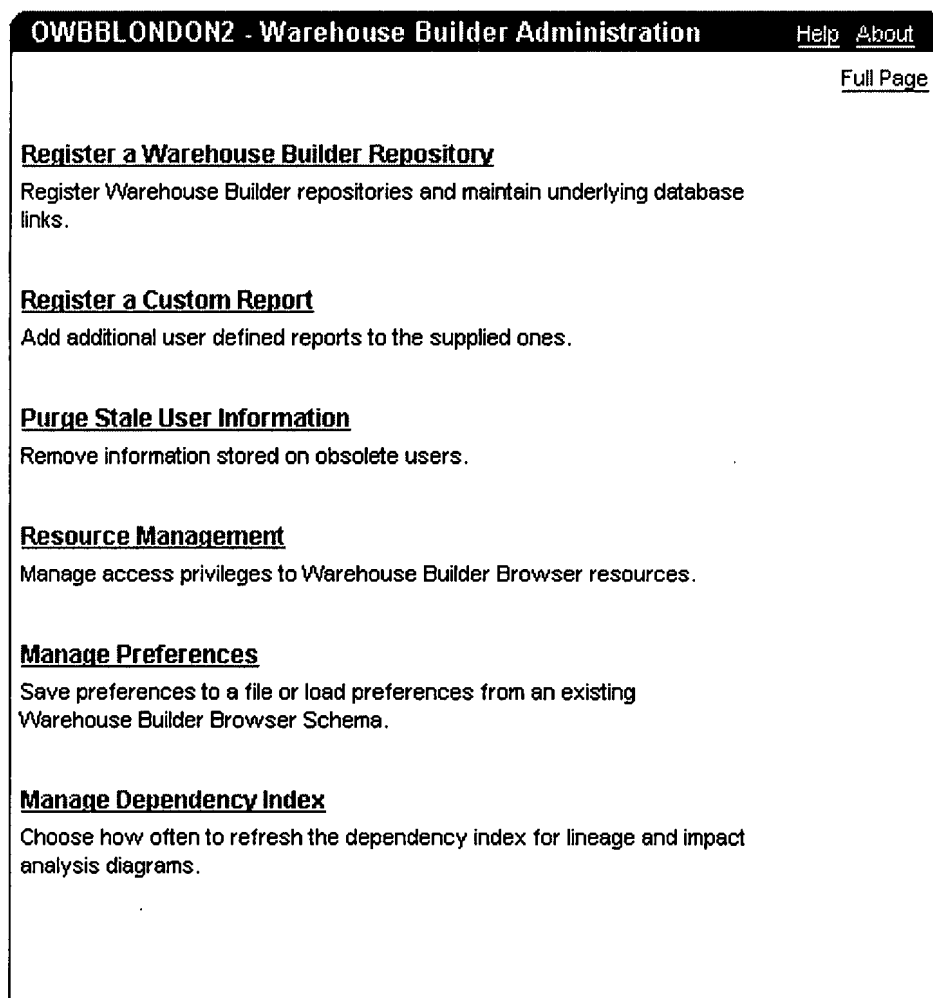 OWBBLONDON2 - Warehouse Builder Administration Help About
Full Page
Register a Warehouse Builder Repository
Register Warehouse Builder repositories and maintain underlying database
links.
Register a Custom Report
Add additional user defined reports to the supplied ones.
Purge Stale User Information
Remove information stored on obsolete users.
Resource Management
Manage access privileges to Warehouse Builder Browser resources.
Manage Preferences
Save preferences to a file or load preferences from an existing
Warehouse Builder Browser Schema.
Manage Dependency Index
Choose how often to refresh the dependency index for lineage and impact
analysis diagrams.